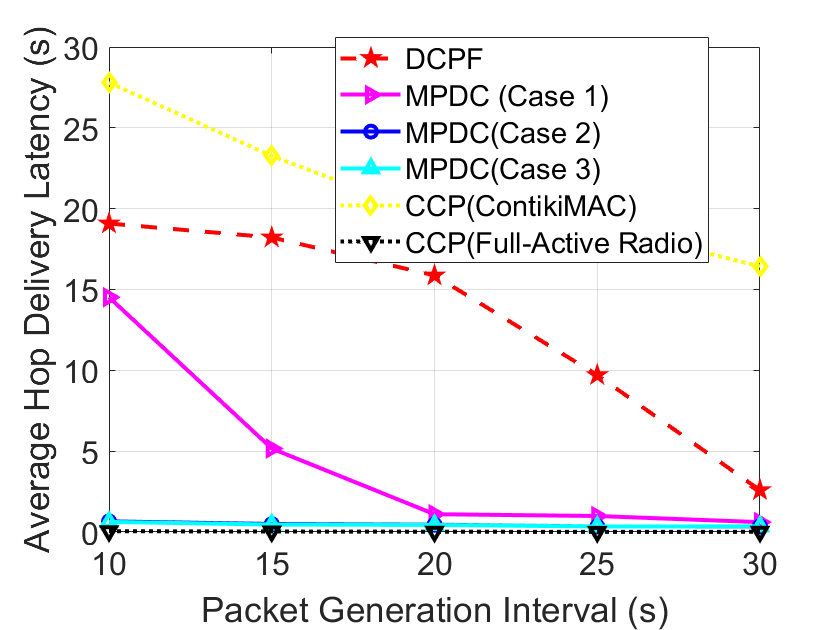 Average Hop Delivery Latency (s)
30
25
20
15
10
5
0
10
15
20
25
30
Packet Generation Interval (s)
DCPF
MPDC (Case 1)
MPDC(Case 2)
MPDC(Case 3)
CCP(ContikiMAC)
CCP(Full-Active Radio)